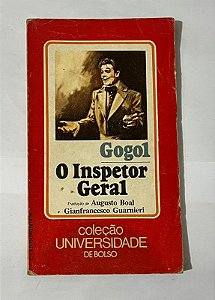 Gogol
O Inspetor
Geral
Tradução de Augusto Boal
e Gianfrancesco Guarnieri
coleção
UNIVERSIDADE
DE BOLSO